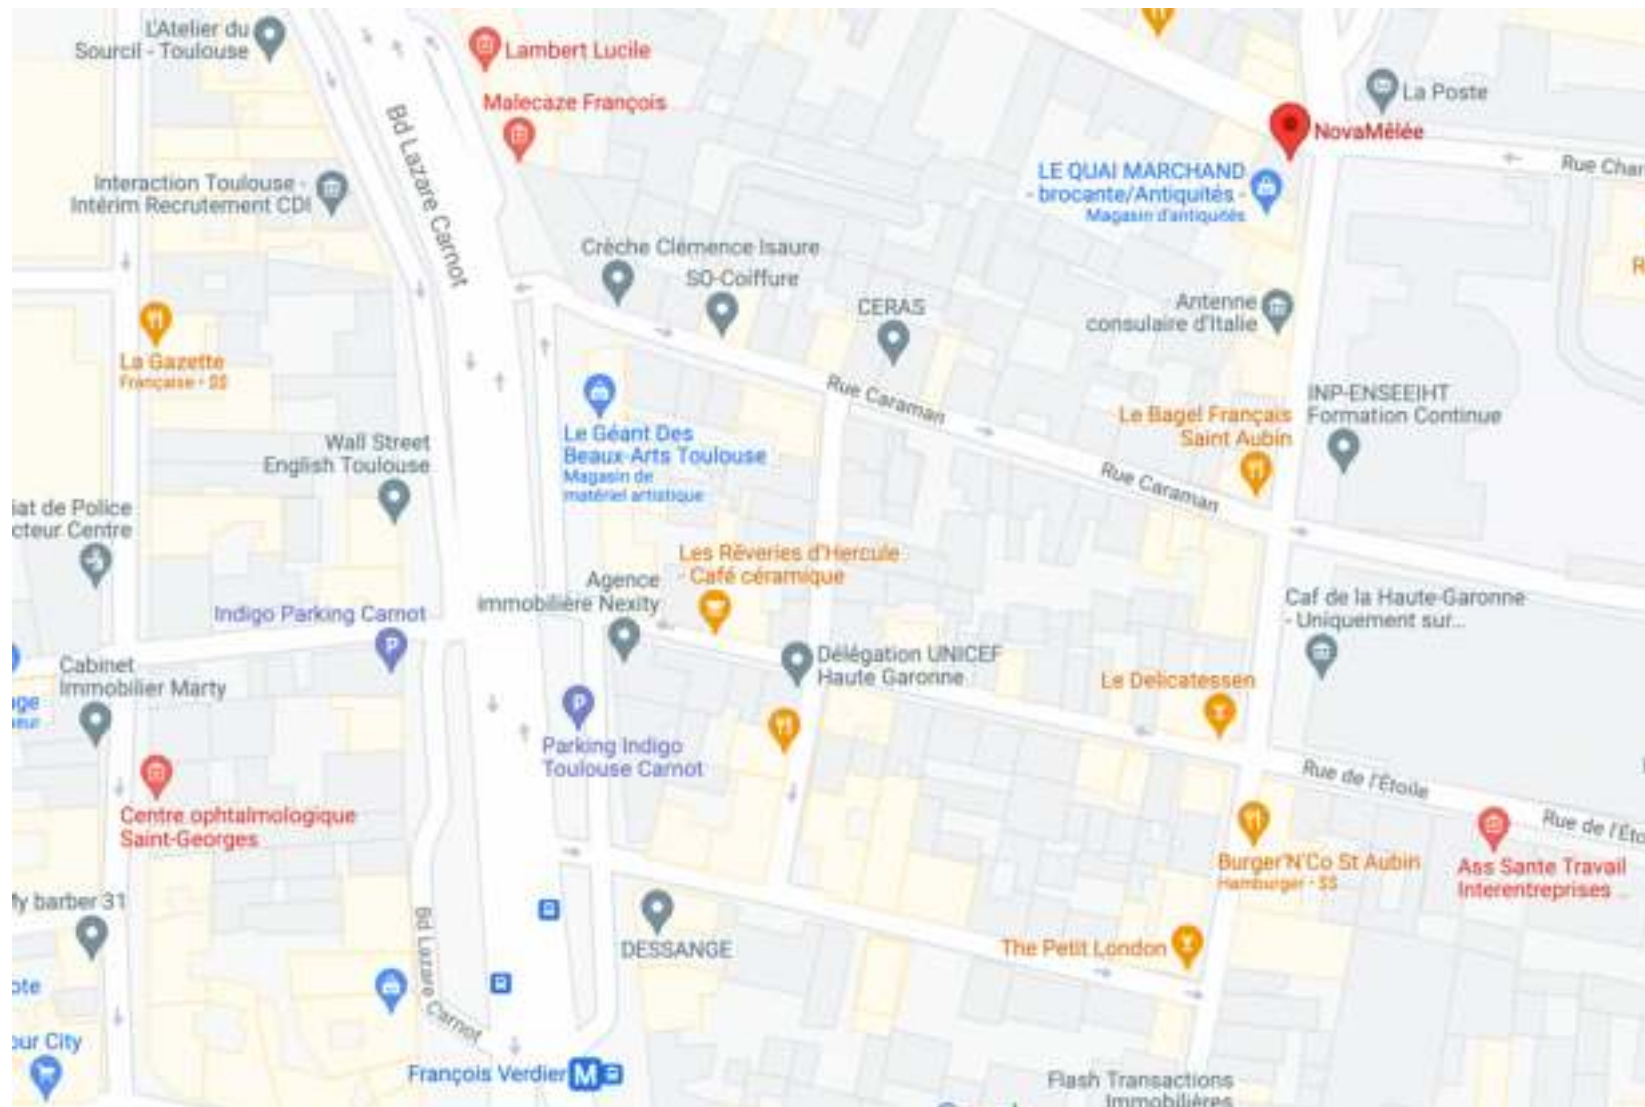 L'Atelier du
Sourcil - Toulouse
Lambert Lucile
Malecaze François
Bd Lazare Carnot
La Poste
NovaMêlée
Rue Char
LE QUAI MARCHAND
- brocante/Antiquités -
Magasin d'antiquités
Interaction Toulouse -
Intérim Recrutement CDI
Crèche Clémence Isaure
SO-Coiffure
CERAS
Antenne
consulaire d'Italie
R
La Gazette
Française · $$
Rue Caraman
INP-ENSEEIHT
Formation Continue
Le Bagel Français
Saint Aubin
Le Géant Des
Beaux-Arts Toulouse
Magasin de
matériel artistique
Wall Street
English Toulouse
Rue Caraman
iat de Police
cteur Centre
Les Rêveries d'Hercule
- Café céramique
Agence
immobilière Nexity
Indigo Parking Carnot
Caf de la Haute-Garonne
- Uniquement sur...
Cabinet
Immobilier Marty
Délégation UNICEF
Haute Garonne
Le Delicatessen
age
Parking Indigo
Toulouse Carnot
Rue de l'Étoile
Rue de l'Éto
Centre ophtalmologique
Saint-Georges
Burger'N'Co St Aubin
Hamburger · $$
Ass Sante Travail
Interentreprises ...
fy barber 31
Bd Lazare Carnot
DESSANGE
The Petit London
ote
our City
François Verdier M
Flash Transactions
Immobilières